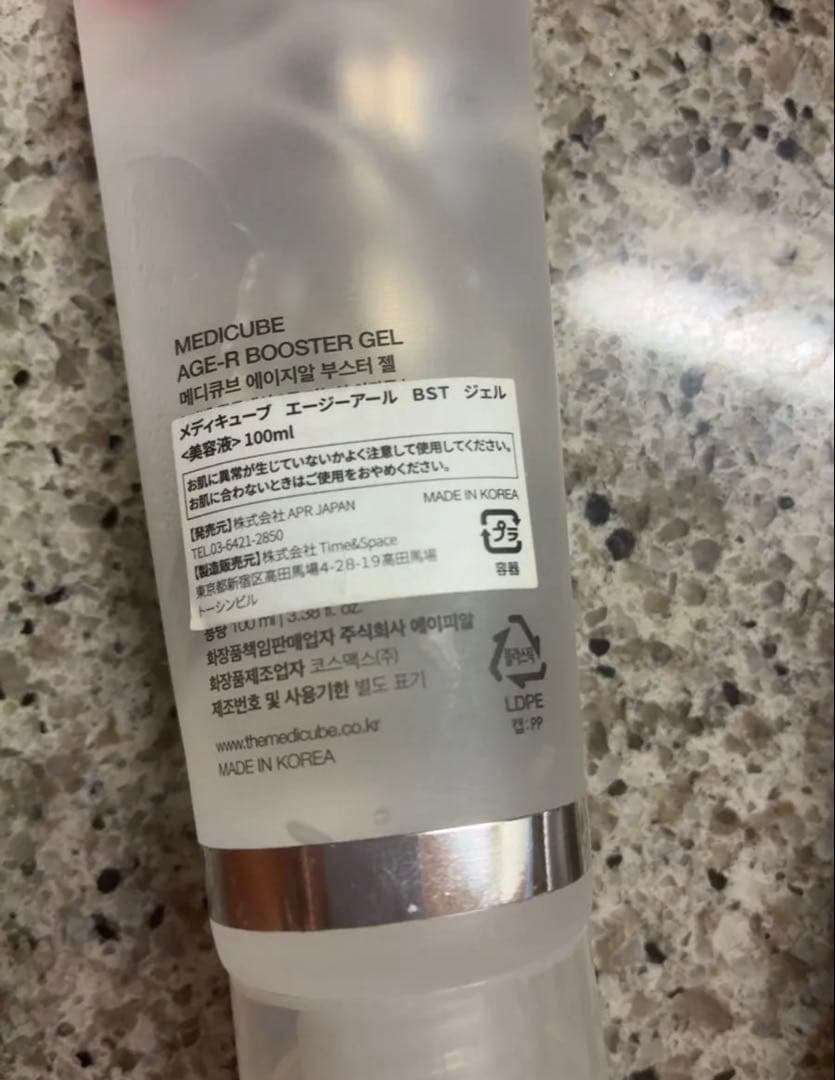 MEDICUBE
AGE-R BOOSTER GEL
메디큐브 에이지알 부스터 젤
メディキューブ エージーアール BST ジェル
<美容液> 100ml
お肌に異常が生じていないかよく注意して使用してください。
お肌に合わないときはご使用をおやめください。
MADE IN KOREA
【発売元】株式会社 APR JAPAN
TEL.03-6421-2850
【製造販売元】株式会社 Time&Space
東京都新宿区高田馬場4-28-19高田馬場
トーシンビル
プラ
容器
용량 100 ml | 3.38 fl. oz.
화장품책임판매업자 주식회사 에이피알
화장품제조업자 코스맥스(주)
제조번호 및 사용기한 별도 표기
플라스틱
LDPE
캡:PP
www.themedicube.co.kr
MADE IN KOREA